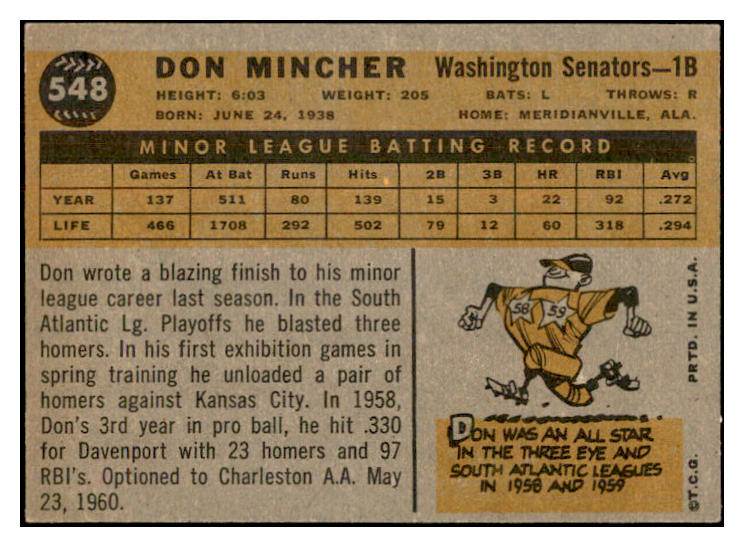 548
DON MINCHER Washington Senators—1B
HEIGHT: 6:03 WEIGHT: 205 BATS: L THROWS: R
BORN: JUNE 24, 1938 HOME: MERIDIANVILLE, ALA.
MINOR LEAGUE BATTING RECORD
Games At Bat Runs Hits 2B 3B HR RBI Avg
YEAR 137 511 80 139 15 3 22 92 .272
LIFE 466 1708 292 502 79 12 60 318 .294
Don wrote a blazing finish to his minor
league career last season. In the South
Atlantic Lg. Playoffs he blasted three
homers. In his first exhibition games in
spring training he unloaded a pair of
homers against Kansas City. In 1958,
Don's 3rd year in pro ball, he hit .330
for Davenport with 23 homers and 97
RBI's. Optioned to Charleston A.A. May
23, 1960.
58 59
DON WAS AN ALL STAR
IN THE THREE EYE AND
SOUTH ATLANTIC LEAGUES
IN 1958 AND 1959
©T.C.G. PRTD. IN U.S.A.